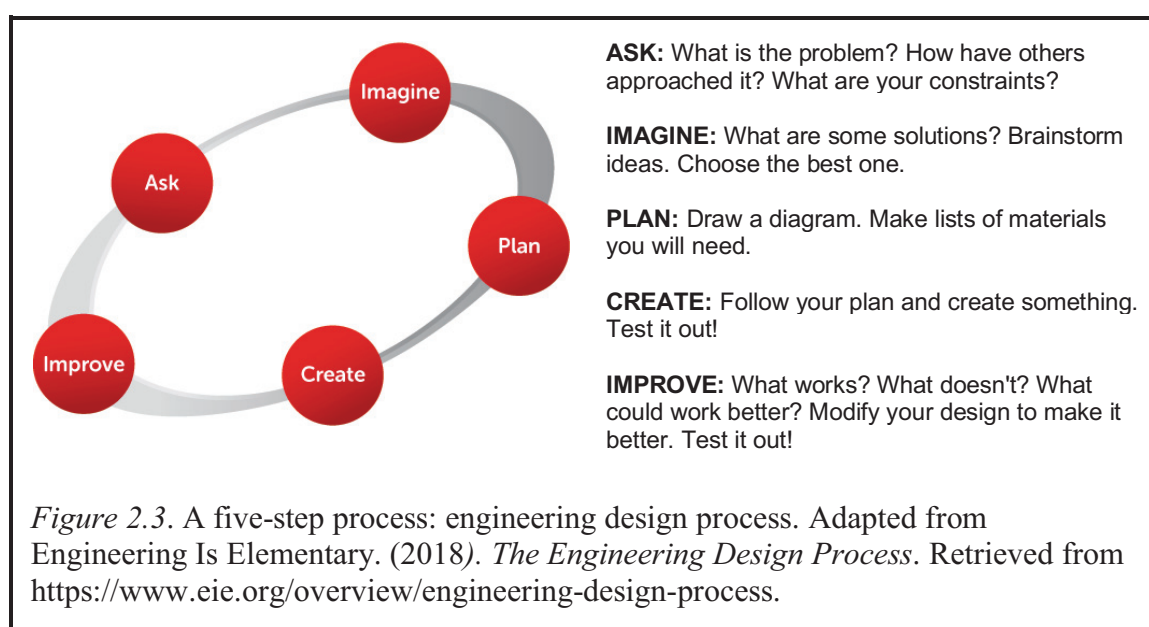 Imagine
Ask
Plan
Improve
Create
ASK: What is the problem? How have others
approached it? What are your constraints?
IMAGINE: What are some solutions? Brainstorm
ideas. Choose the best one.
PLAN: Draw a diagram. Make lists of materials
you will need.
CREATE: Follow your plan and create something.
Test it out!
IMPROVE: What works? What doesn't? What
could work better? Modify your design to make it
better. Test it out!
Figure 2.3. A five-step process: engineering design process. Adapted from
Engineering Is Elementary. (2018). The Engineering Design Process. Retrieved from
https://www.eie.org/overview/engineering-design-process.